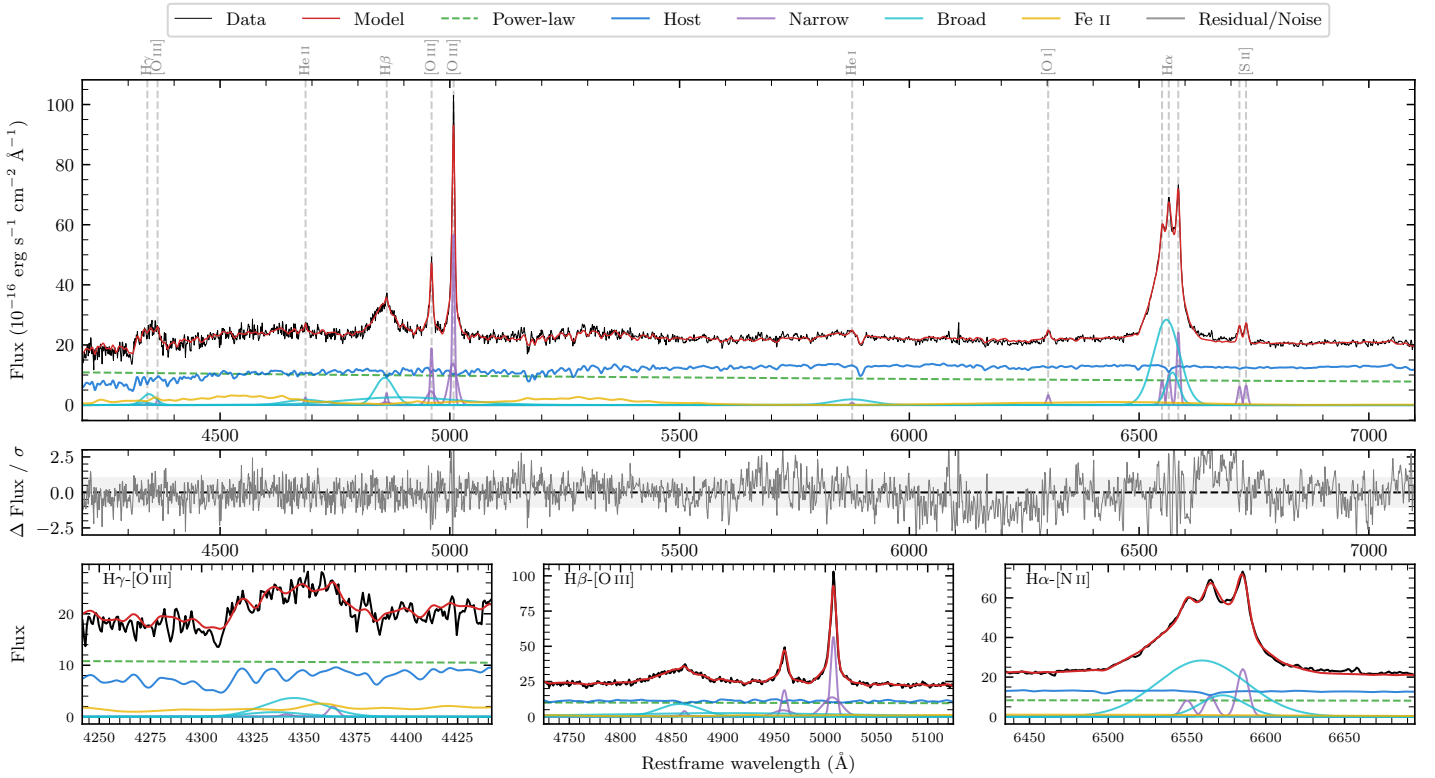 Data Model Power-law Host Narrow Broad Fe II Residual/Noise
Hγ [O III] He II Hβ [O III] [O III] He I [O I] Hα [S II]
Flux (10⁻¹⁶ erg s⁻¹ cm⁻² Å⁻¹)
100
80
60
40
20
0
4500 5000 5500 6000 6500 7000
Δ Flux / σ
2.5
0.0
−2.5
4500 5000 5500 6000 6500 7000
Flux
Hγ-[O III]
20
10
0
4250 4275 4300 4325 4350 4375 4400 4425
Hβ-[O III]
100
75
50
25
0
4750 4800 4850 4900 4950 5000 5050 5100
Hα-[N II]
60
40
20
0
6450 6500 6550 6600 6650
Restframe wavelength (Å)